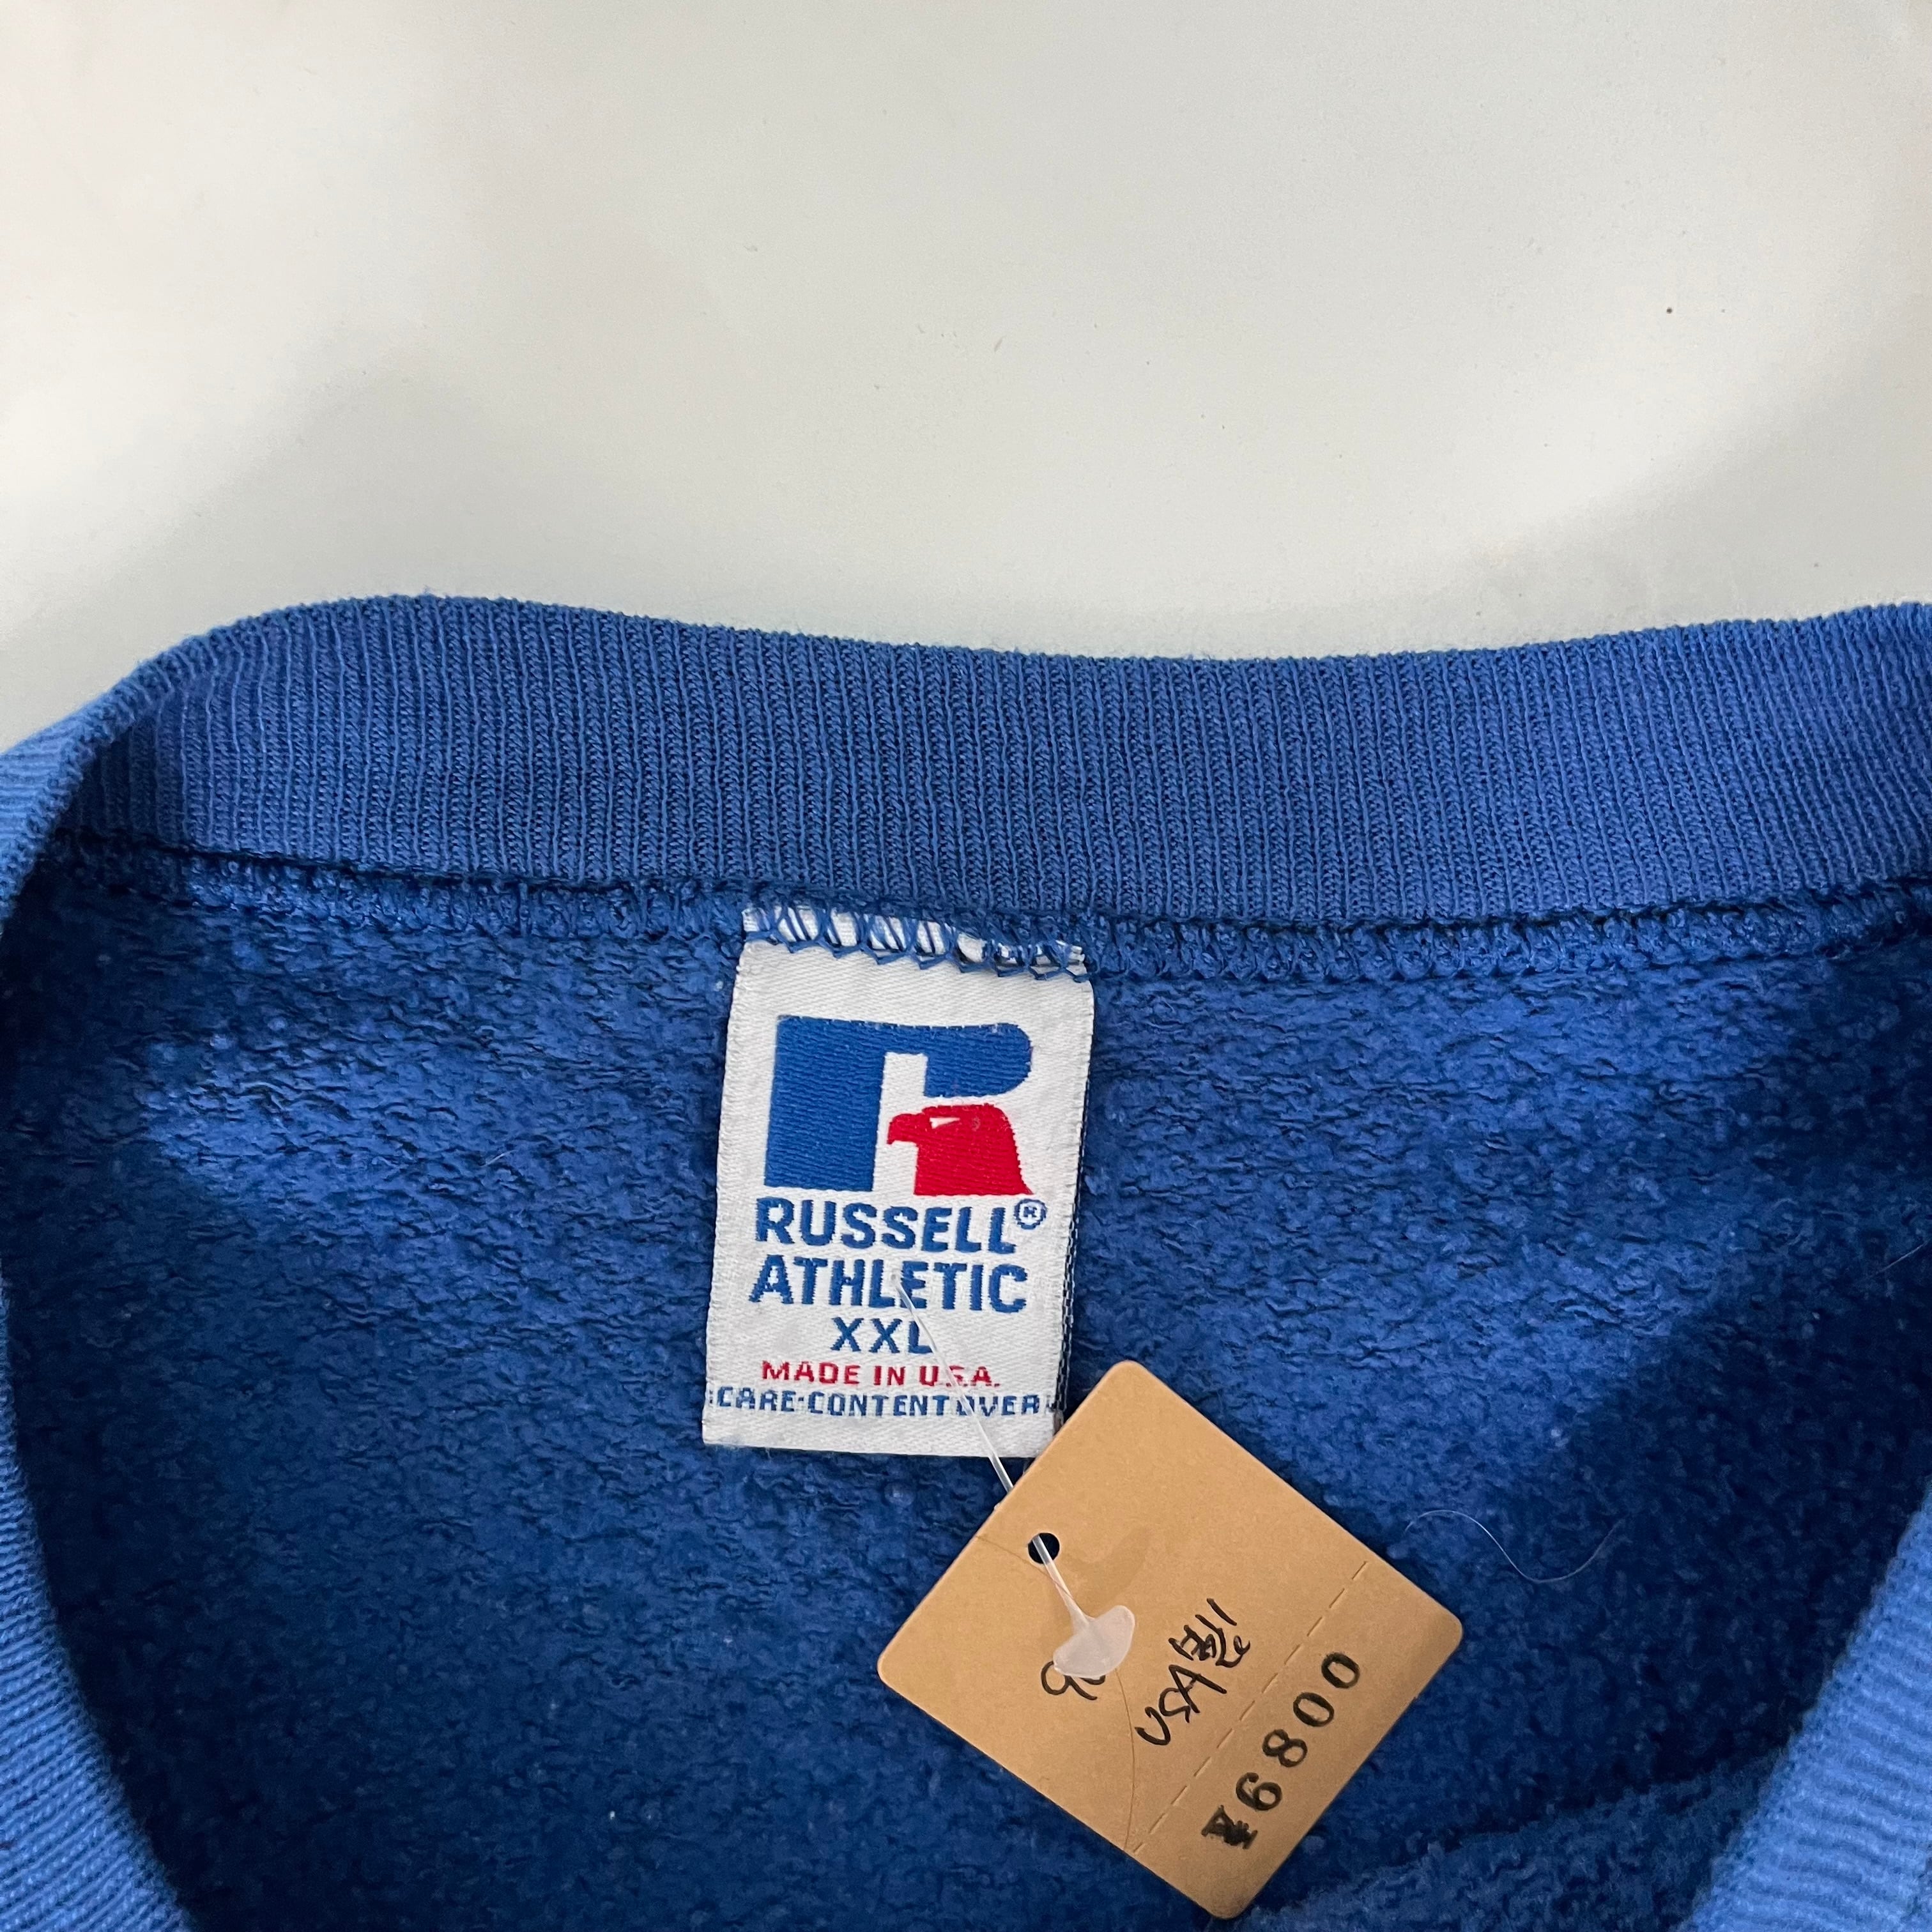 RUSSELL®
ATHLETIC
XXL
MADE IN U.S.A.
CARE·CONTENT OVER
USA製
¥6800